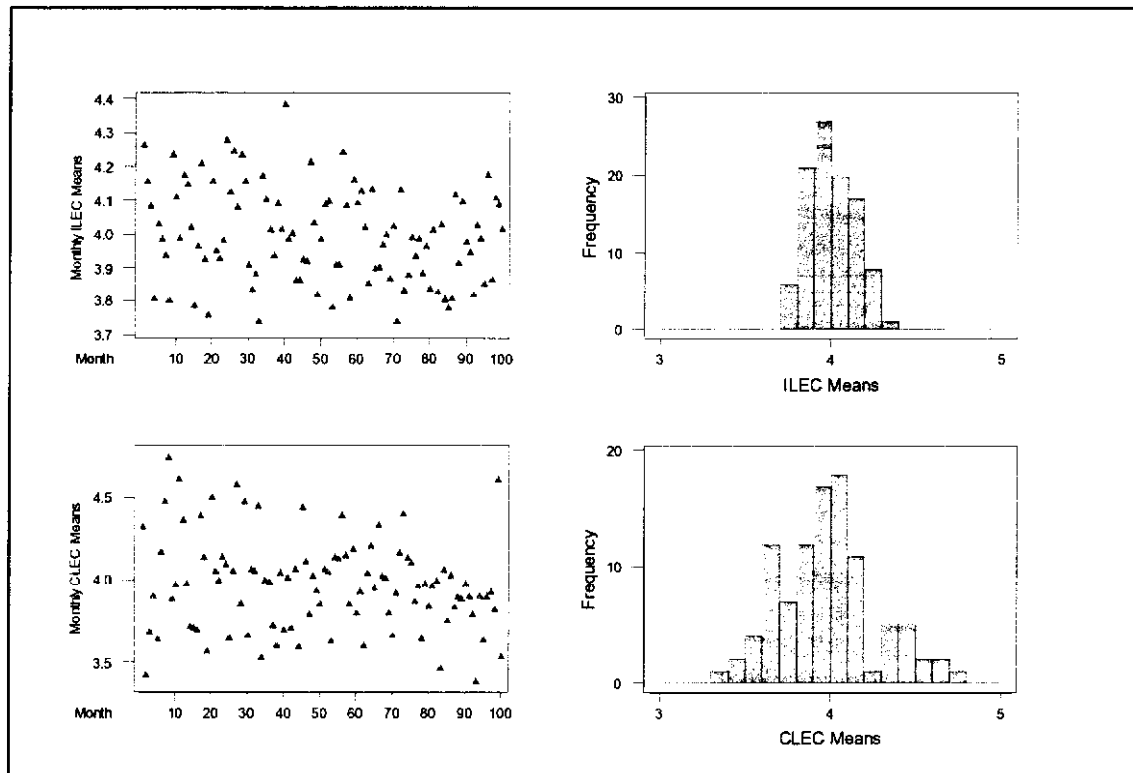 Monthly ILEC Means
4.4
4.3
4.2
4.1
4.0
3.9
3.8
3.7
Month 10 20 30 40 50 60 70 80 90 100
Frequency
30
20
10
0
3 4 5
ILEC Means
Monthly CLEC Means
4.5
4.0
3.5
Month 10 20 30 40 50 60 70 80 90 100
Frequency
20
10
0
3 4 5
CLEC Means